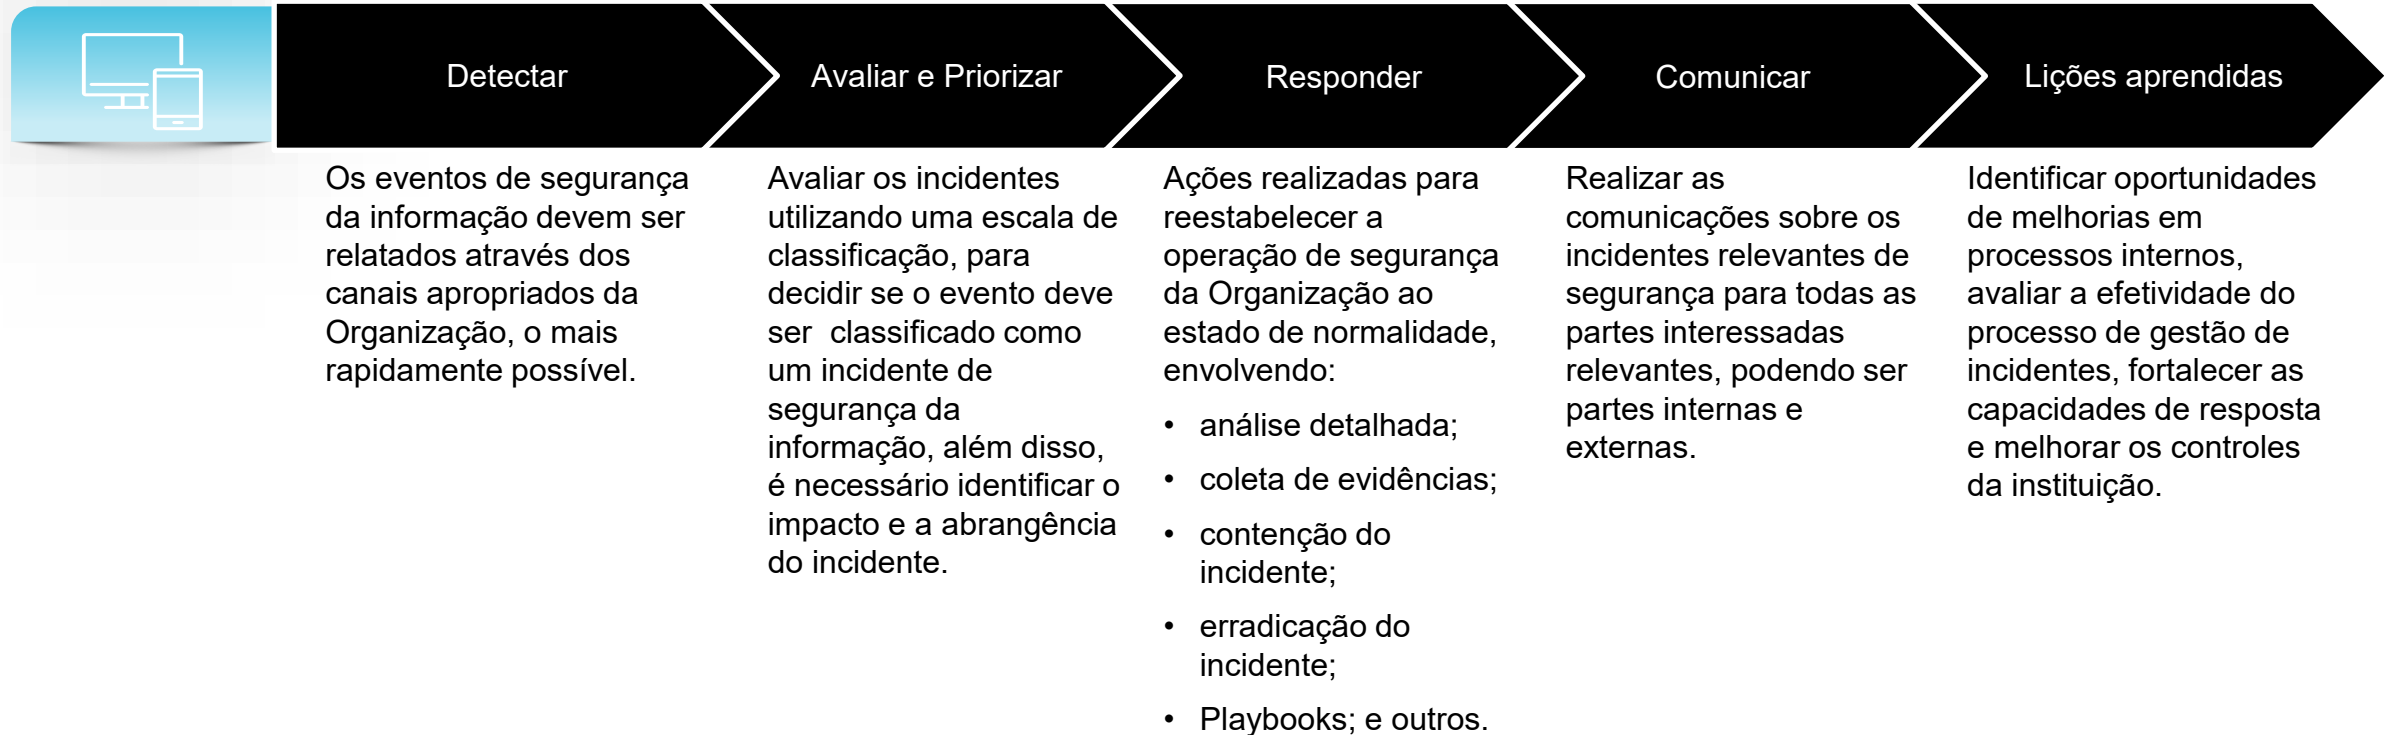 Detectar
Avaliar e Priorizar
Responder
Comunicar
Lições aprendidas
Os eventos de segurança
da informação devem ser
relatados através dos
canais apropriados da
Organização, o mais
rapidamente possível.
Avaliar os incidentes
utilizando uma escala de
classificação, para
decidir se o evento deve
ser  classificado como
um incidente de
segurança da
informação, além disso,
é necessário identificar o
impacto e a abrangência
do incidente.
Ações realizadas para
reestabelecer a
operação de segurança
da Organização ao
estado de normalidade,
envolvendo:
• análise detalhada;
• coleta de evidências;
• contenção do
incidente;
• erradicação do
incidente;
• Playbooks; e outros.
Realizar as
comunicações sobre os
incidentes relevantes de
segurança para todas as
partes interessadas
relevantes, podendo ser
partes internas e
externas.
Identificar oportunidades
de melhorias em
processos internos,
avaliar a efetividade do
processo de gestão de
incidentes, fortalecer as
capacidades de resposta
e melhorar os controles
da instituição.